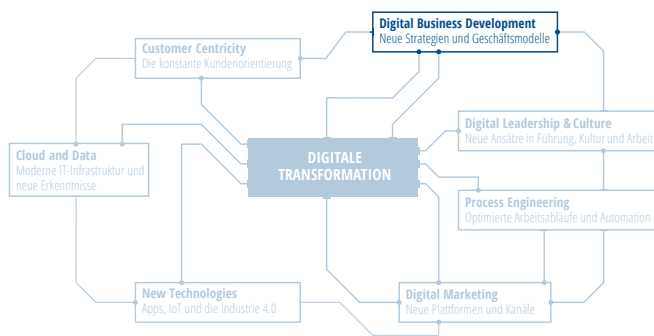 Digital Business Development
Neue Strategien und Geschäftsmodelle
Customer Centricity
Die konstante Kundenorientierung
Digital Leadership & Culture
Neue Ansätze in Führung, Kultur und Arbeit
Cloud and Data
Moderne IT-Infrastruktur und
neue Erkenntnisse
DIGITALE
TRANSFORMATION
Process Engineering
Optimierte Arbeitsabläufe und Automation
New Technologies
Apps, IoT und die Industrie 4.0
Digital Marketing
Neue Plattformen und Kanäle